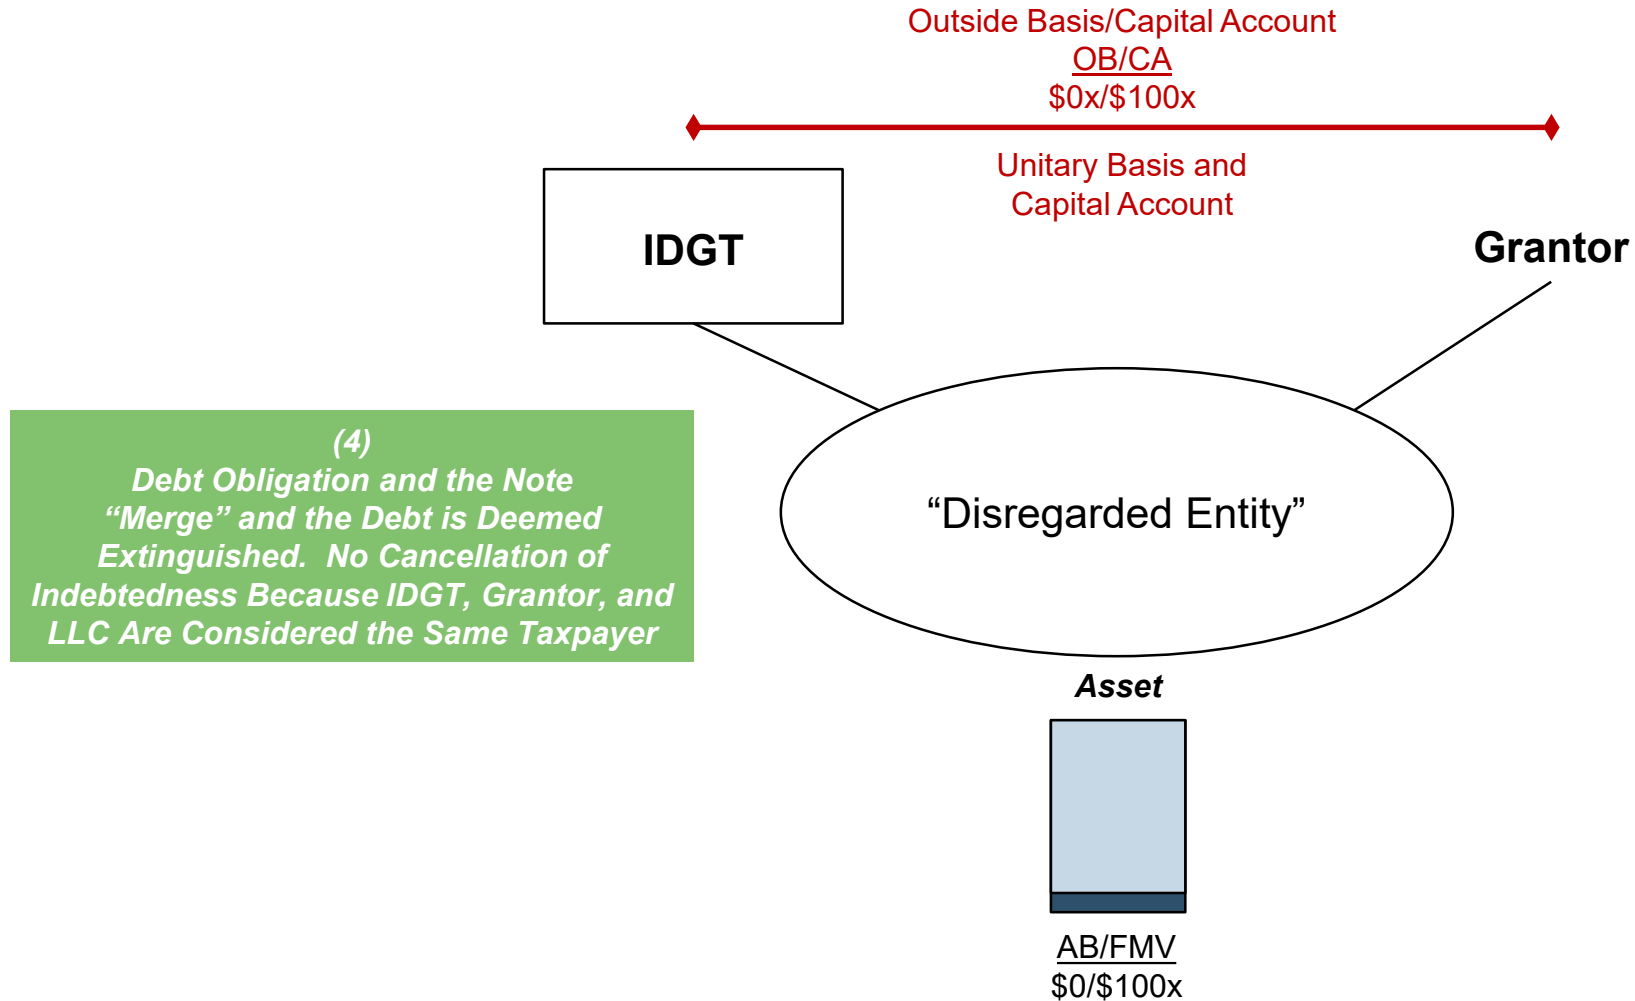 Outside Basis/Capital Account
OB/CA
$0x/$100x
Unitary Basis and
Capital Account
IDGT
Grantor
(4)
Debt Obligation and the Note
“Merge” and the Debt is Deemed
Extinguished.  No Cancellation of
Indebtedness Because IDGT, Grantor, and
LLC Are Considered the Same Taxpayer
“Disregarded Entity”
Asset
AB/FMV
$0/$100x